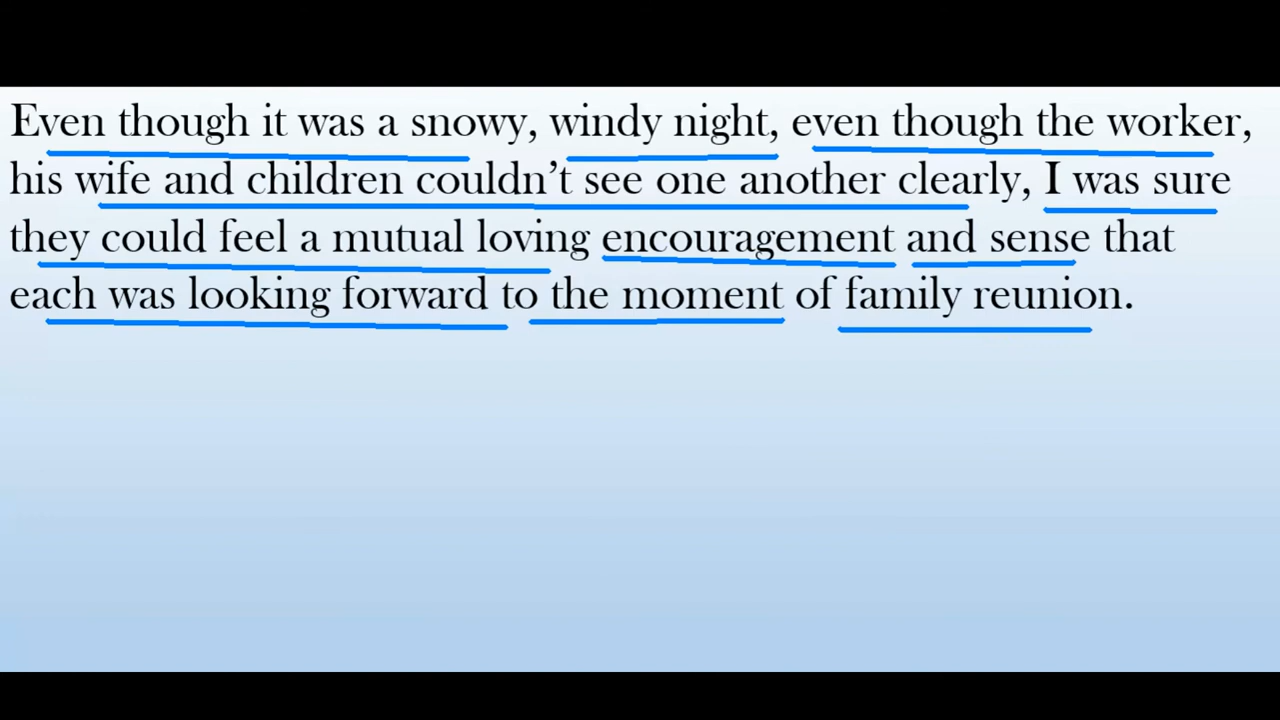 Even though it was a snowy, windy night, even though the worker,
his wife and children couldn’t see one another clearly, I was sure
they could feel a mutual loving encouragement and sense that
each was looking forward to the moment of family reunion.